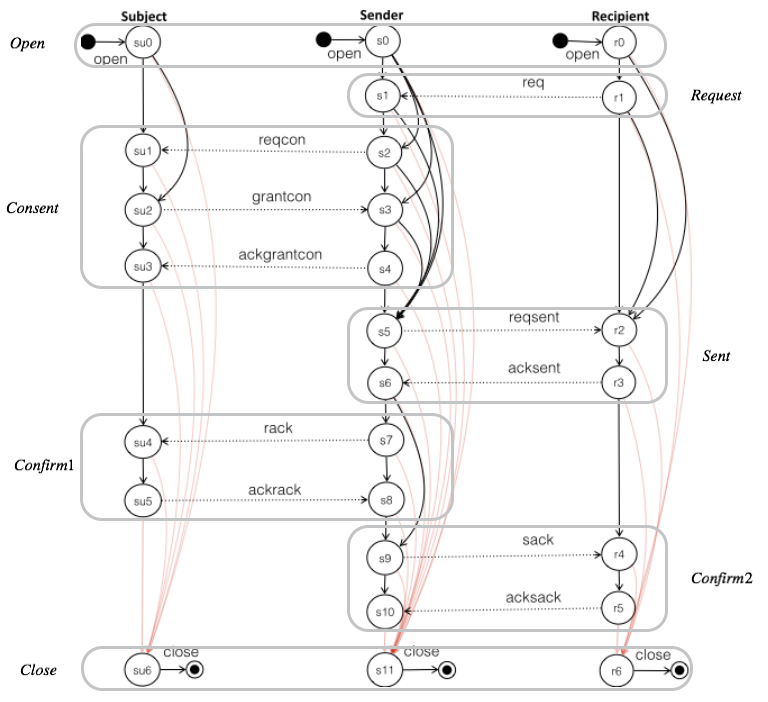 Subject Sender Recipient
Open su0 s0 r0
open open open
req
s1 r1 Request
reqcon
su1 s2
Consent grantcon
su2 s3
ackgrantcon
su3 s4
reqsent
s5 r2
Sent
acksent
s6 r3
rack
su4 s7
Confirm1
ackrack
su5 s8
sack
s9 r4
Confirm2
acksack
s10 r5
close close close
Close su6 s11 r6